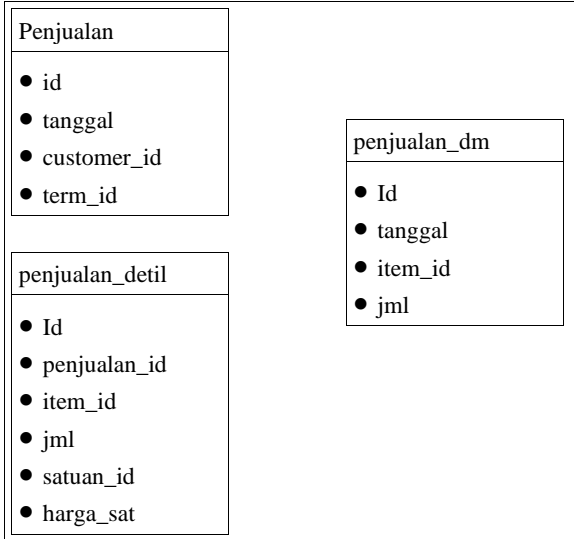 Penjualan
● id
● tanggal
● customer_id
● term_id
penjualan_detil
● Id
● penjualan_id
● item_id
● jml
● satuan_id
● harga_sat
penjualan_dm
● Id
● tanggal
● item_id
● jml